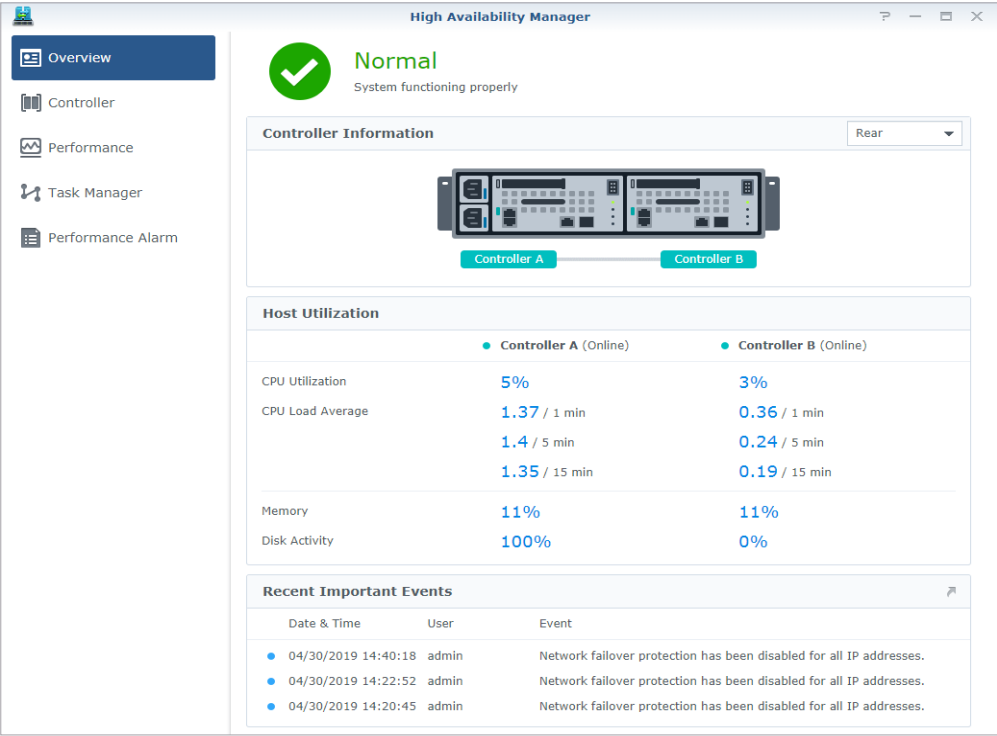 High Availability Manager
Overview
Controller
Performance
Task Manager
Performance Alarm
Normal
System functioning properly
Controller Information
Rear
Controller A
Controller B
Host Utilization
Controller A (Online) Controller B (Online)
CPU Utilization 5% 3%
CPU Load Average 1.37 / 1 min 0.36 / 1 min
1.4 / 5 min 0.24 / 5 min
1.35 / 15 min 0.19 / 15 min
Memory 11% 11%
Disk Activity 100% 0%
Recent Important Events
Date & Time User Event
04/30/2019 14:40:18 admin Network failover protection has been disabled for all IP addresses.
04/30/2019 14:22:52 admin Network failover protection has been disabled for all IP addresses.
04/30/2019 14:20:45 admin Network failover protection has been disabled for all IP addresses.